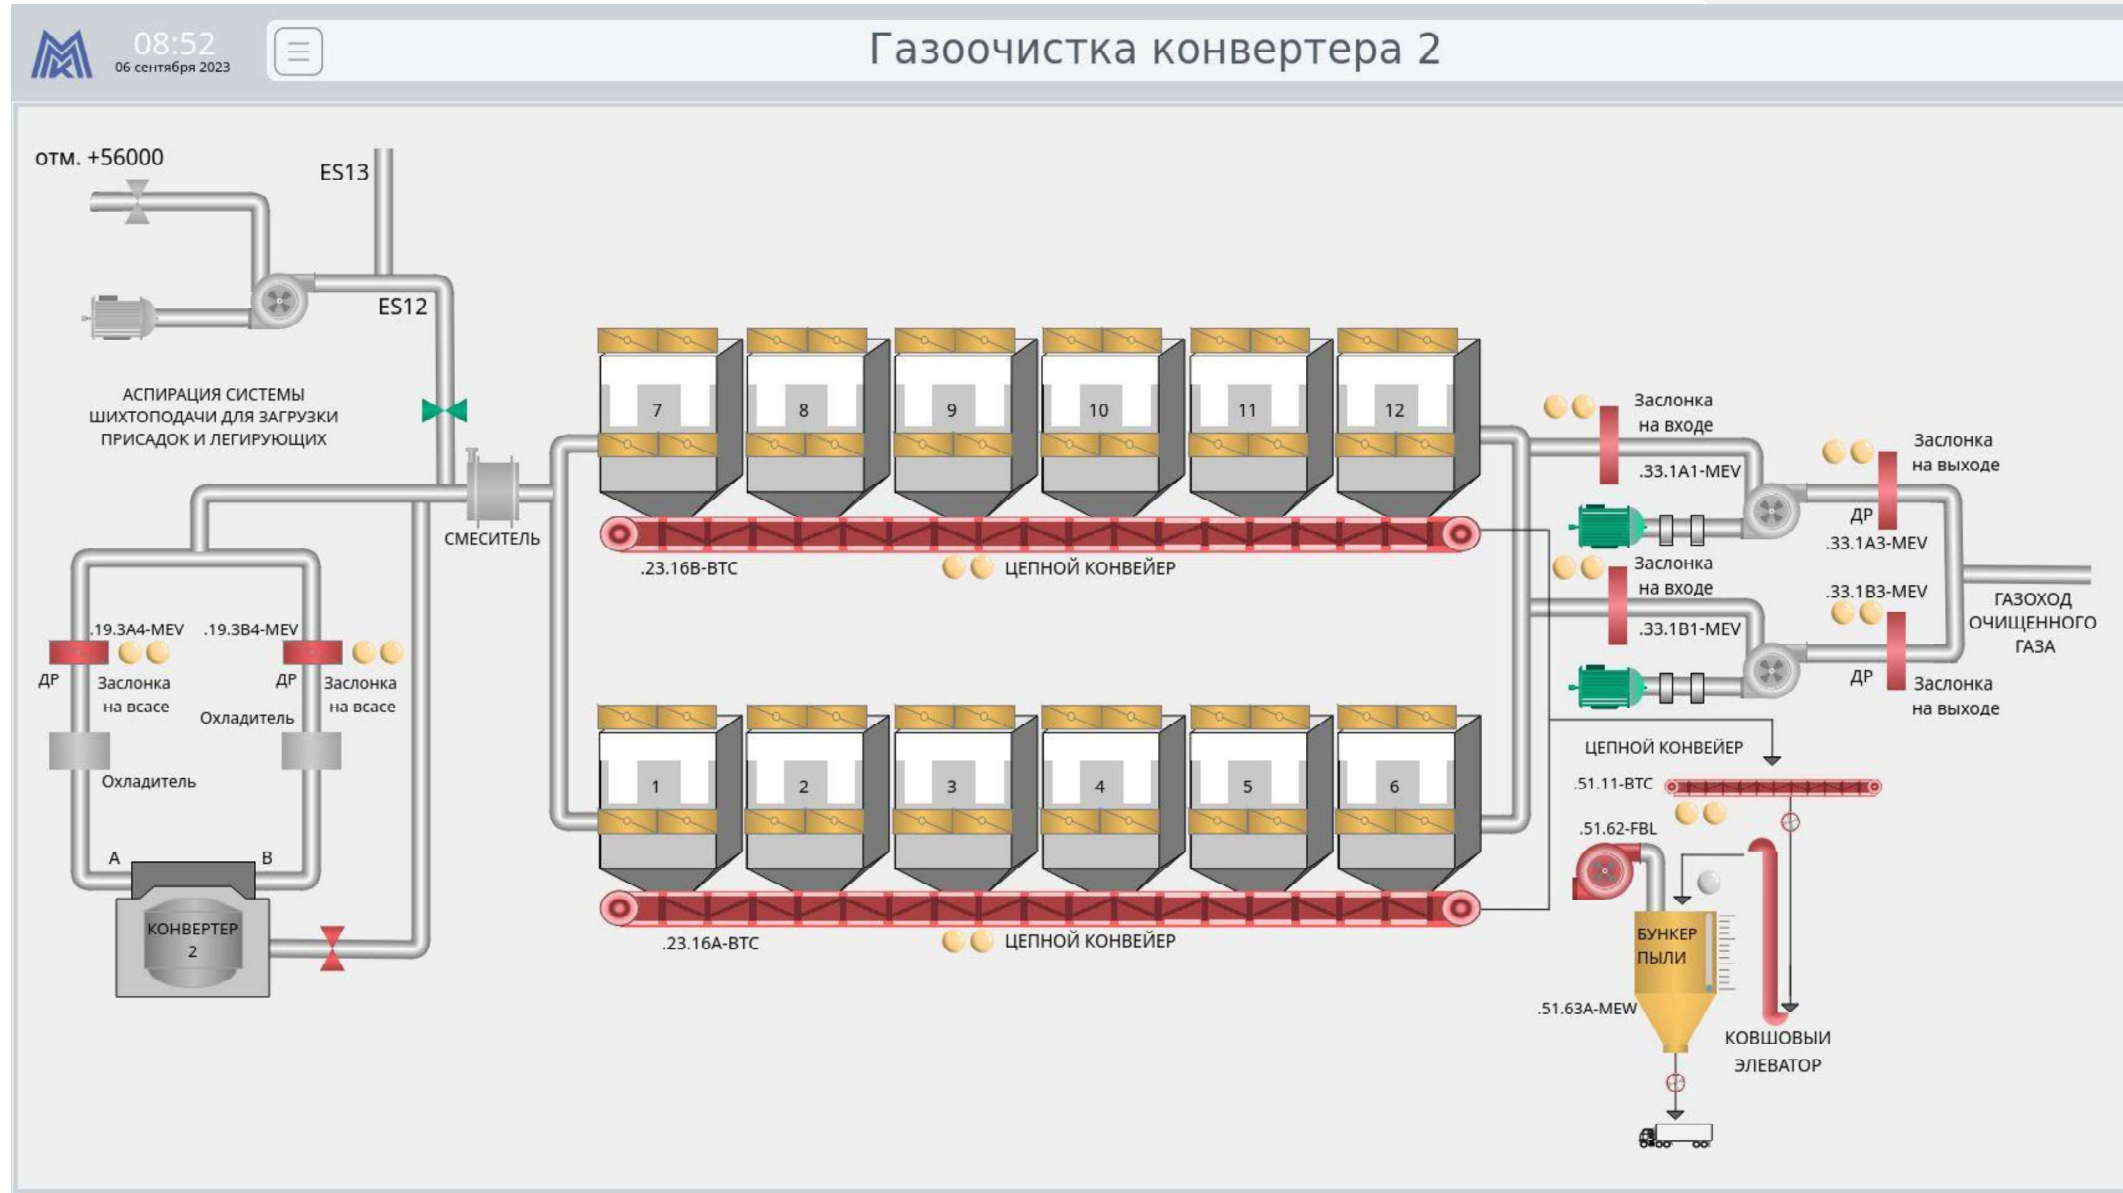 08:52
06 сентября 2023
Газоочистка конвертера 2
отм. +56000
ES13
ES12
АСПИРАЦИЯ СИСТЕМЫ
ШИХТОПОДАЧИ ДЛЯ ЗАГРУЗКИ
ПРИСАДОК И ЛЕГИРУЮЩИХ
СМЕСИТЕЛЬ
7
8
9
10
11
12
.23.16B-BTC
ЦЕПНОЙ КОНВЕЙЕР
Заслонка
на входе
.33.1A1-MEV
Заслонка
на выходе
ДР
.33.1A3-MEV
Заслонка
на входе
.33.1B1-MEV
.33.1B3-MEV
ДР
Заслонка
на выходе
ГАЗОХОД
ОЧИЩЕННОГО
ГАЗА
.19.3A4-MEV
.19.3B4-MEV
ДР
Заслонка
на всасе
ДР
Заслонка
на всасе
Охладитель
Охладитель
A
B
КОНВЕРТЕР
2
1
2
3
4
5
6
.23.16A-BTC
ЦЕПНОЙ КОНВЕЙЕР
ЦЕПНОЙ КОНВЕЙЕР
.51.11-BTC
.51.62-FBL
БУНКЕР
ПЫЛИ
.51.63A-MEW
КОВШОВЫЙ
ЭЛЕВАТОР